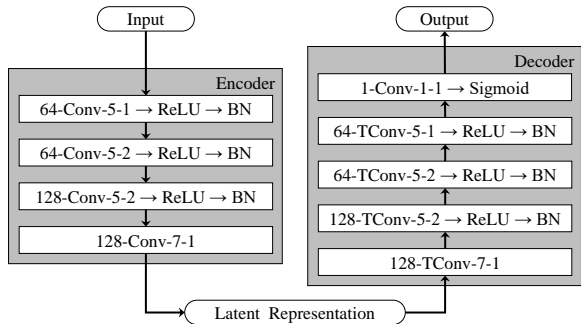 Input
Encoder
64-Conv-5-1 → ReLU → BN
64-Conv-5-2 → ReLU → BN
128-Conv-5-2 → ReLU → BN
128-Conv-7-1
Latent Representation
Output
Decoder
1-Conv-1-1 → Sigmoid
64-TConv-5-1 → ReLU → BN
64-TConv-5-2 → ReLU → BN
128-TConv-5-2 → ReLU → BN
128-TConv-7-1